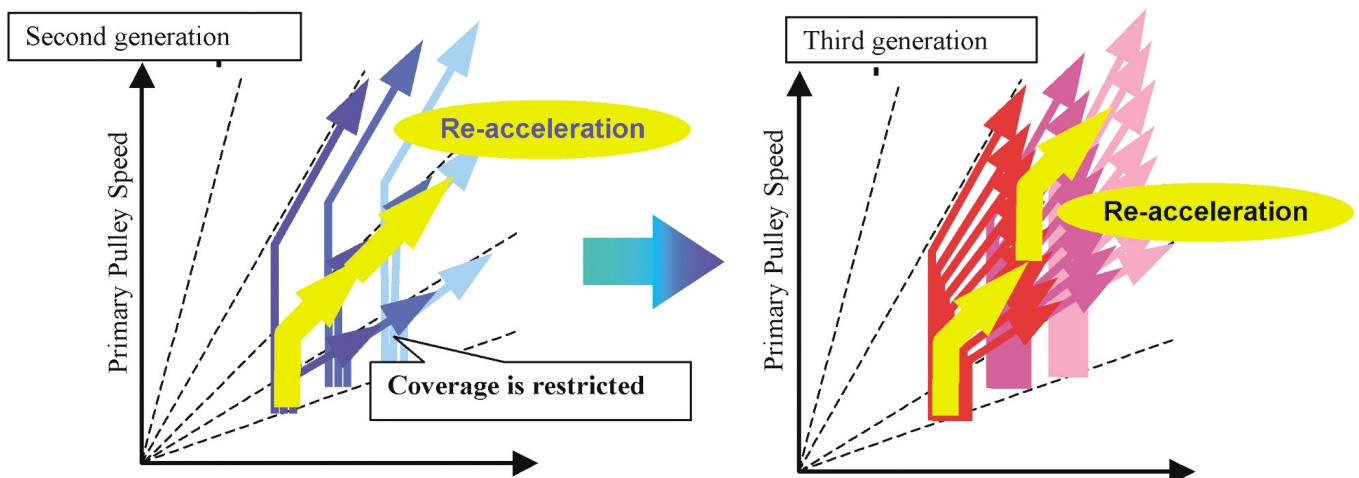 Second generation
Primary Pulley Speed
Re-acceleration
Coverage is restricted
Third generation
Primary Pulley Speed
Re-acceleration